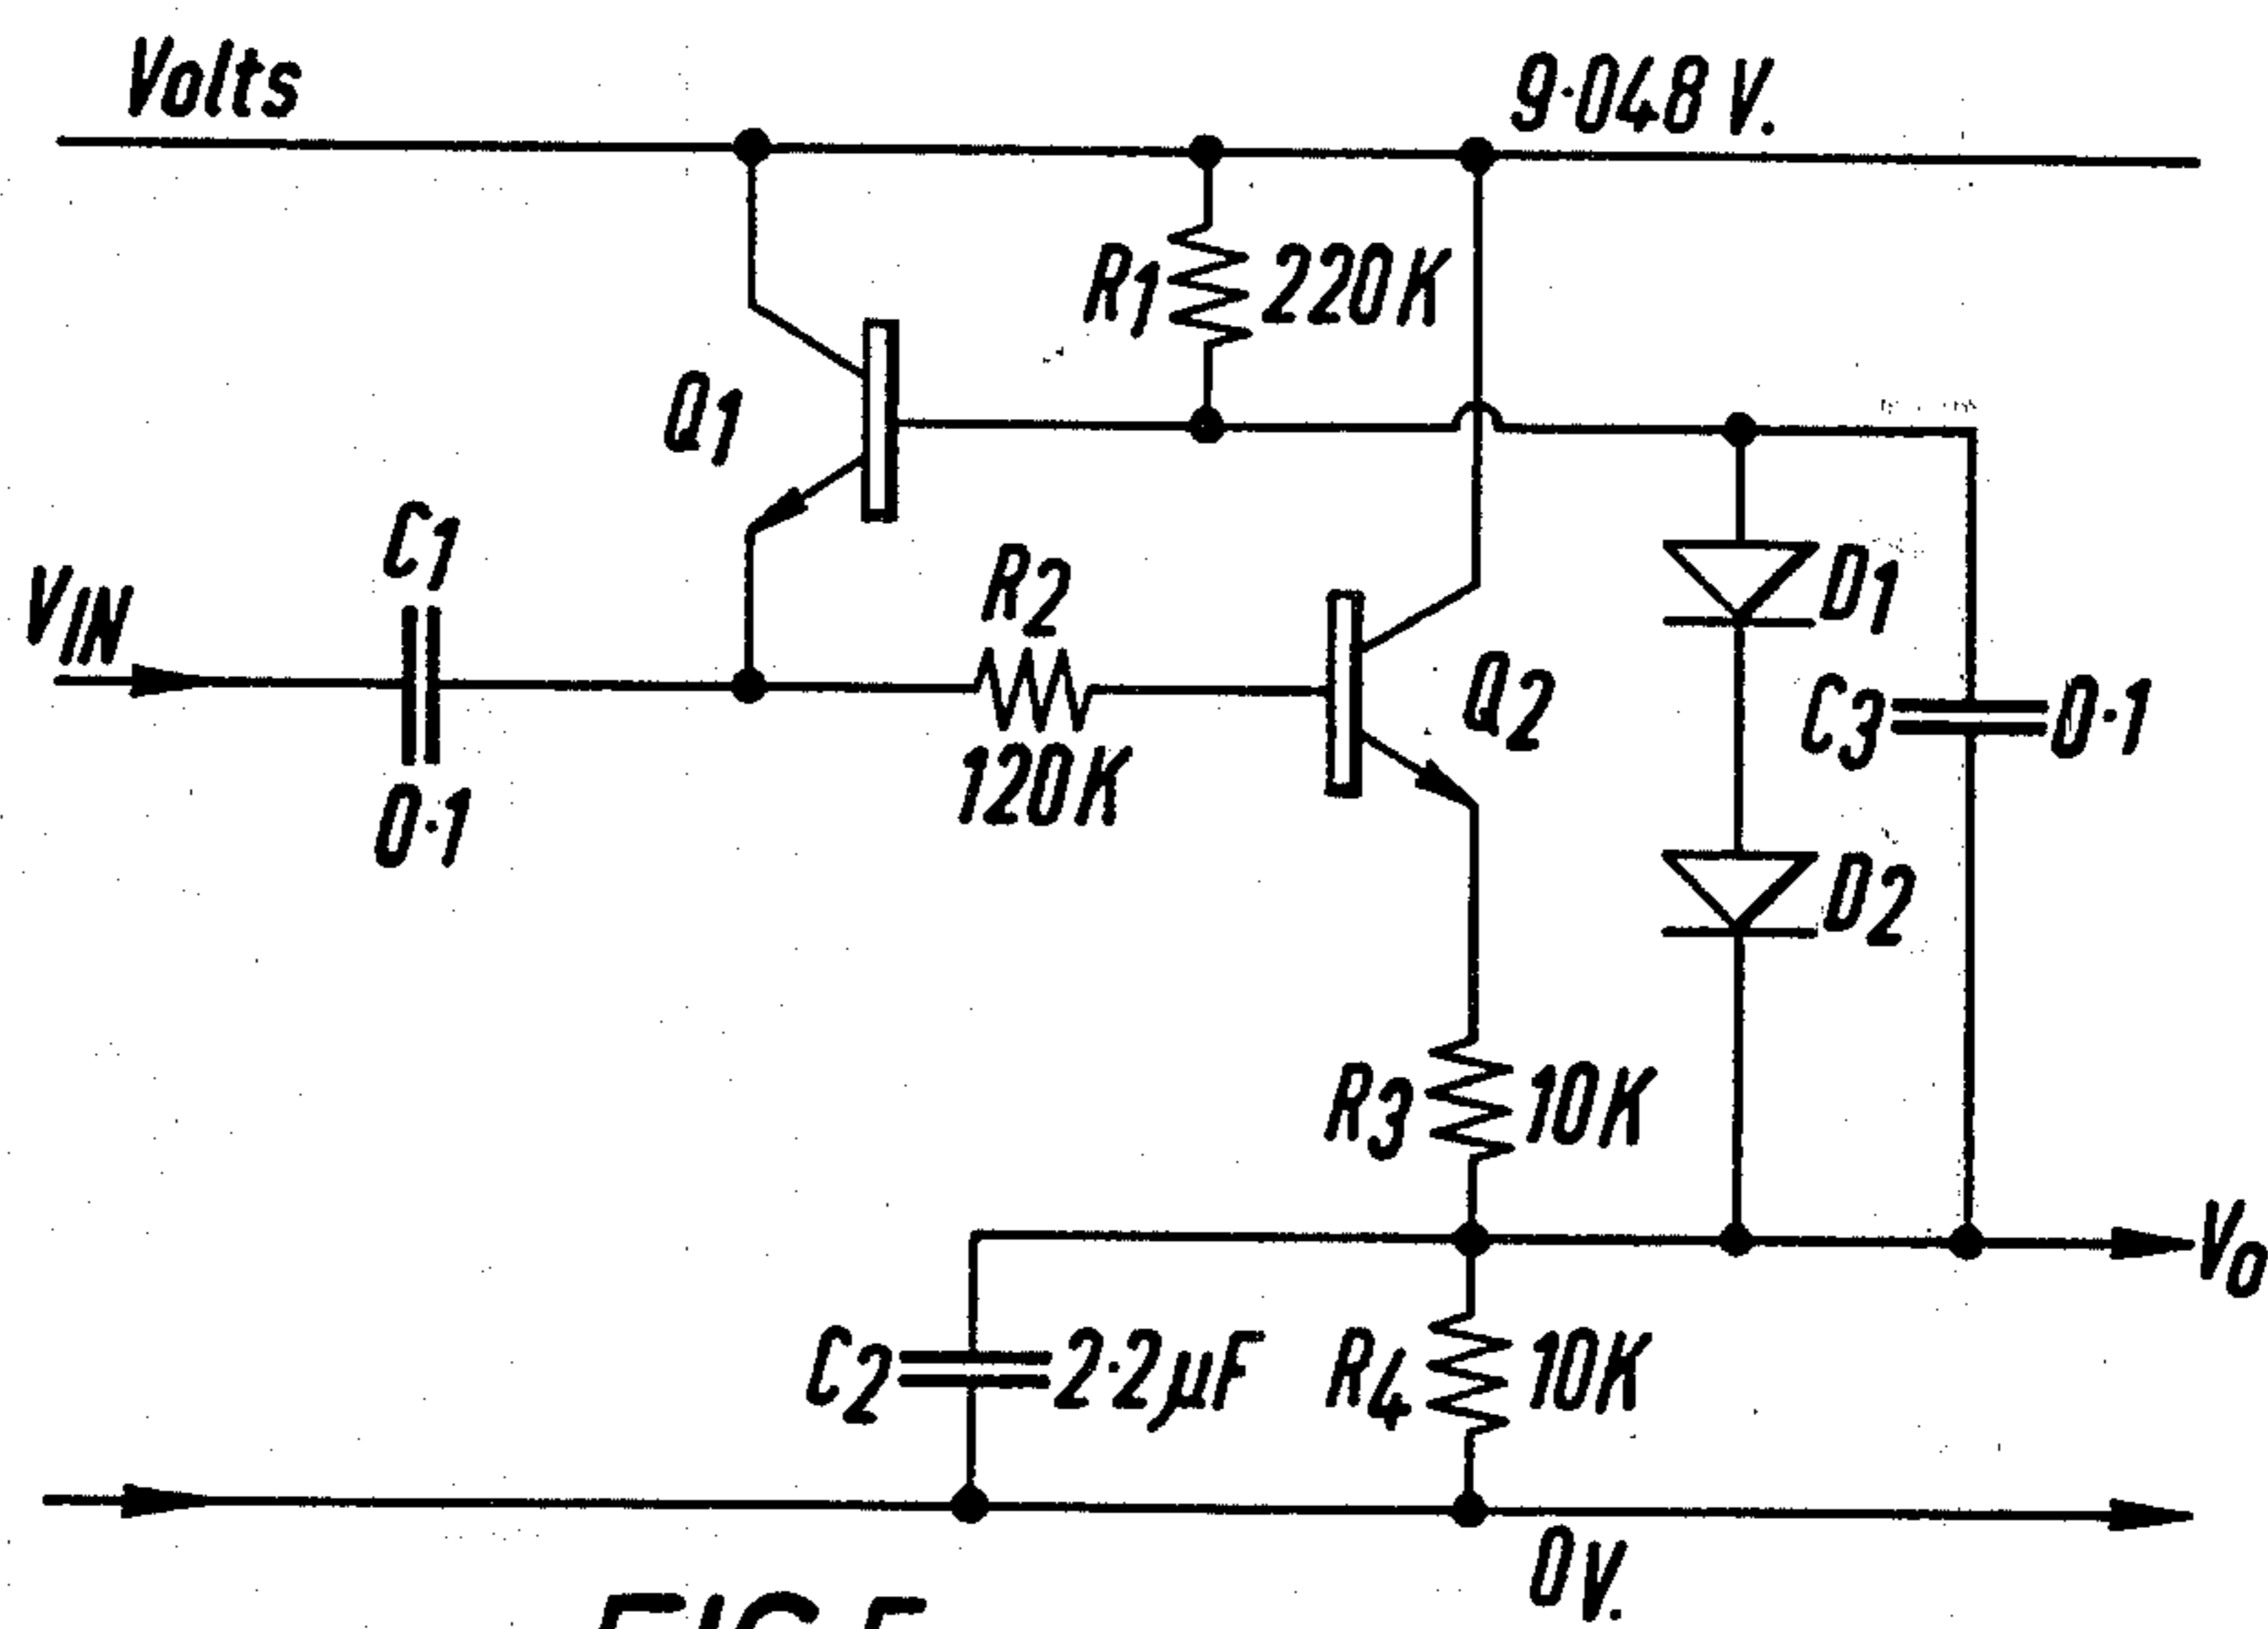 Volts
9·048 V.
R1 220K
Q1
C1
VIN
0·1
R2
120K
Q2
D1
C3 0·1
D2
R3 10K
VO
C2 2·2µF
R4 10K
0V.